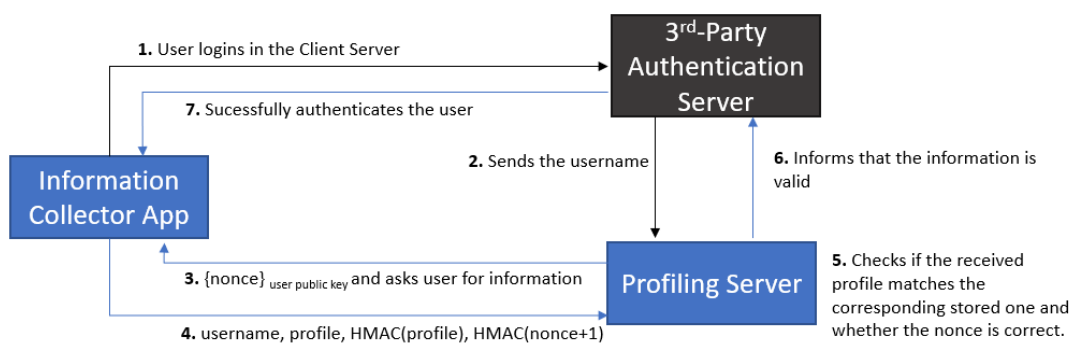 1. User logins in the Client Server
3rd-Party
Authentication
Server
7. Sucessfully authenticates the user
2. Sends the username
6. Informs that the information is
valid
Information
Collector App
3. {nonce} user public key and asks user for information
Profiling Server
5. Checks if the received
profile matches the
corresponding stored one and
whether the nonce is correct.
4. username, profile, HMAC(profile), HMAC(nonce+1)